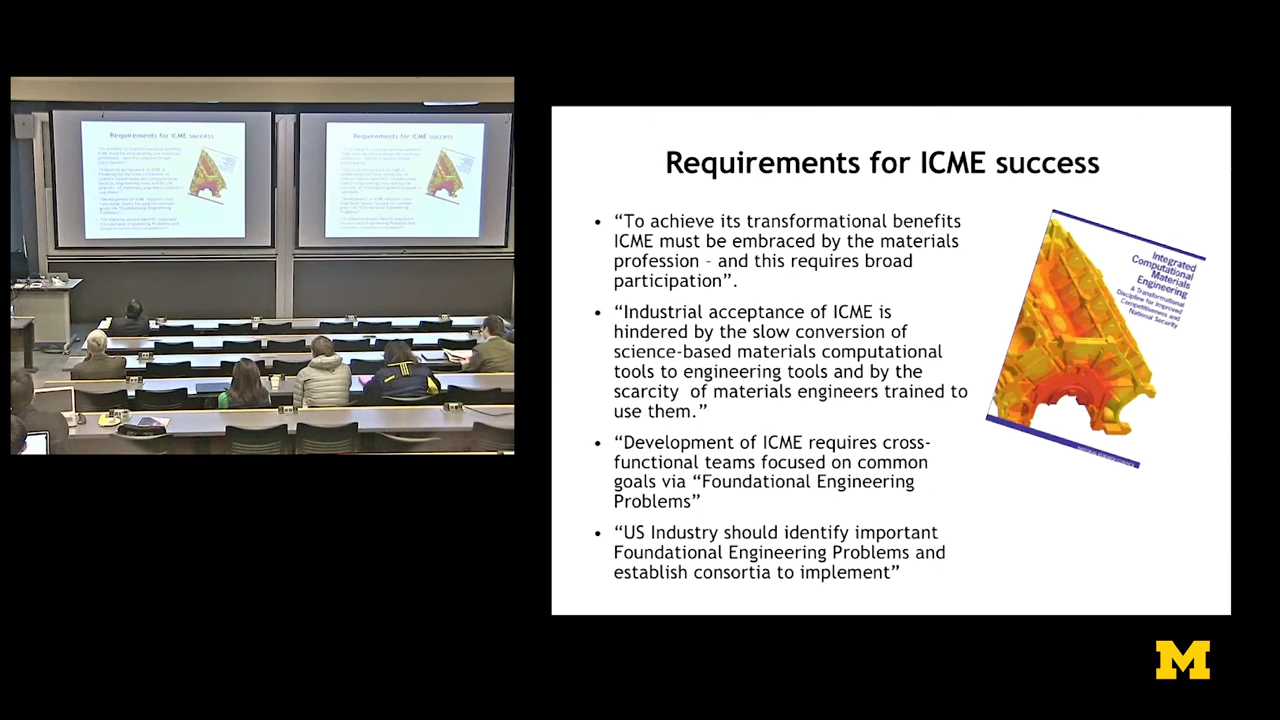 Requirements for ICME success
Requirements for ICME success
Requirements for ICME success
• “To achieve its transformational benefits
ICME must be embraced by the materials
profession – and this requires broad
participation”.
• “Industrial acceptance of ICME is
hindered by the slow conversion of
science-based materials computational
tools to engineering tools and by the
scarcity of materials engineers trained to
use them.”
• “Development of ICME requires cross-
functional teams focused on common
goals via “Foundational Engineering
Problems”
• “US Industry should identify important
Foundational Engineering Problems and
establish consortia to implement”
Integrated
Computational
Materials
Engineering
A Transformational
Discipline for Improved
Competitiveness and
National Security
M